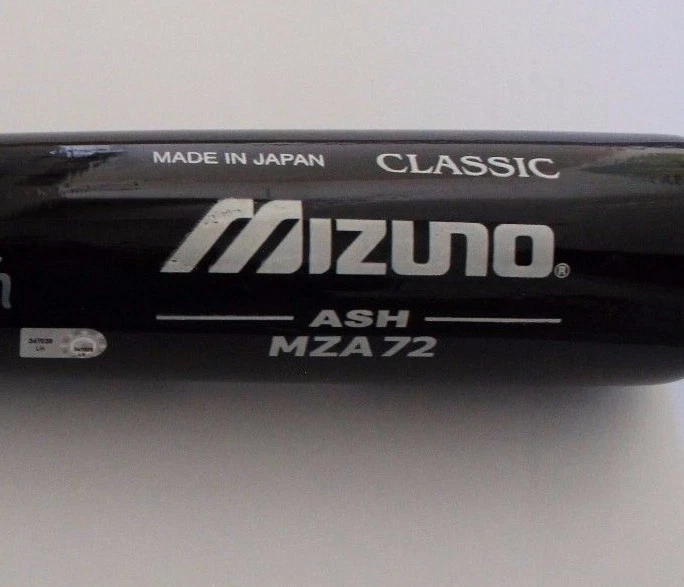 MADE IN JAPAN CLASSIC
MIZUNO®
ASH
MZA 72